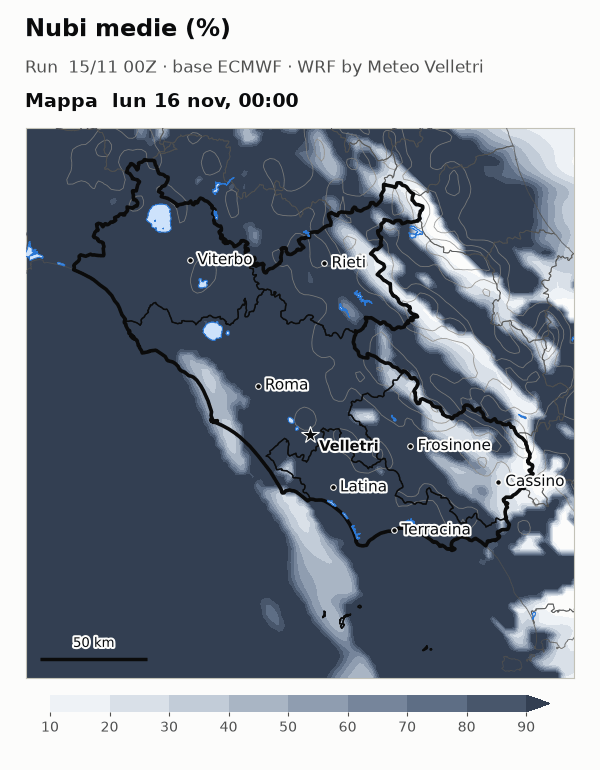 Nubi medie (%)
Run 15/11 00Z · base ECMWF · WRF by Meteo Velletri
Mappa lun 16 nov, 00:00
Viterbo
Rieti
Roma
Velletri
Frosinone
Latina
Cassino
Terracina
50 km
10 20 30 40 50 60 70 80 90